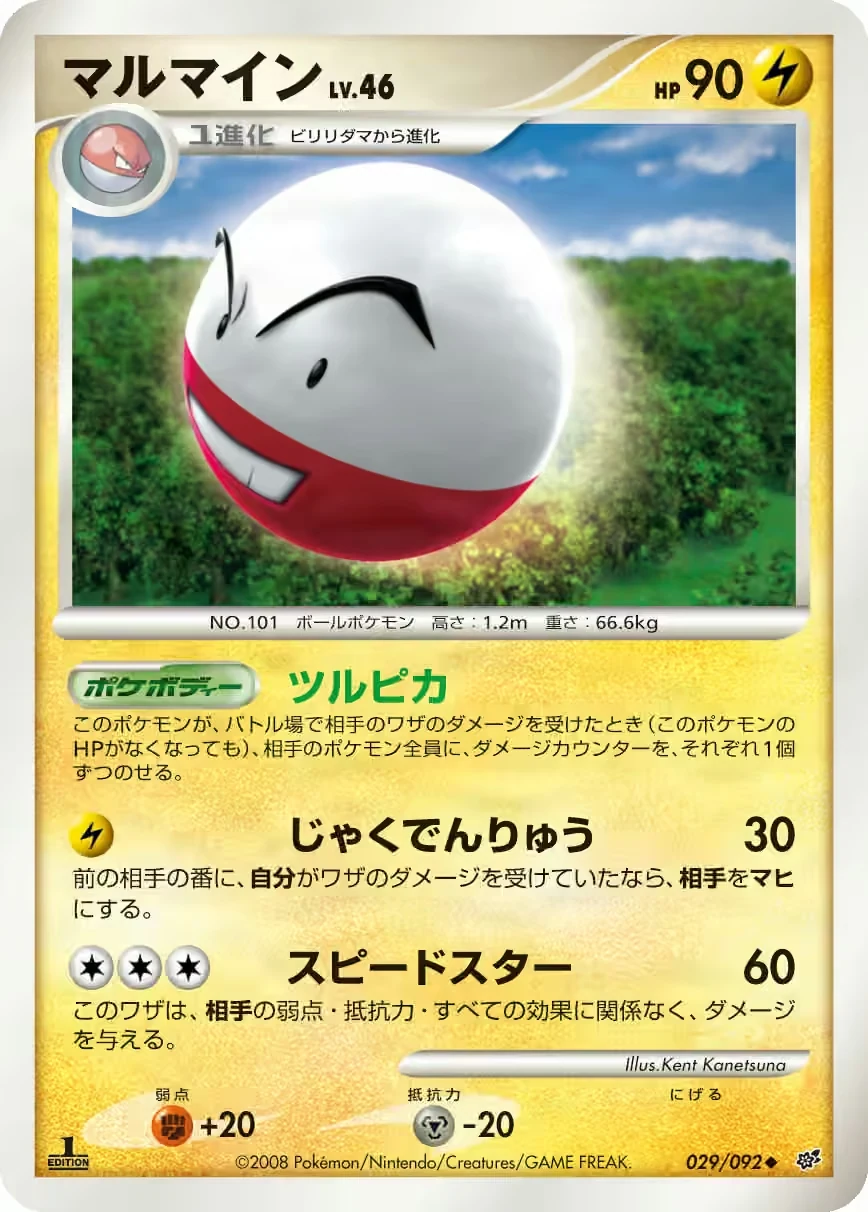 マルマイン LV.46 HP 90
1進化 ビリリダマから進化
NO.101 ボールポケモン 高さ：1.2m 重さ：66.6kg
ポケボディー ツルピカ
このポケモンが、バトル場で相手のワザのダメージを受けたとき（このポケモンの
HPがなくなっても）、相手のポケモン全員に、ダメージカウンターを、それぞれ1個
ずつのせる。
じゃくでんりゅう 30
前の相手の番に、自分がワザのダメージを受けていたなら、相手をマヒ
にする。
スピードスター 60
このワザは、相手の弱点・抵抗力・すべての効果に関係なく、ダメージ
を与える。
Illus.Kent Kanetsuna
弱点 抵抗力 にげる
+20 -20
1 EDITION
©2008 Pokémon/Nintendo/Creatures/GAME FREAK. 029/092◆